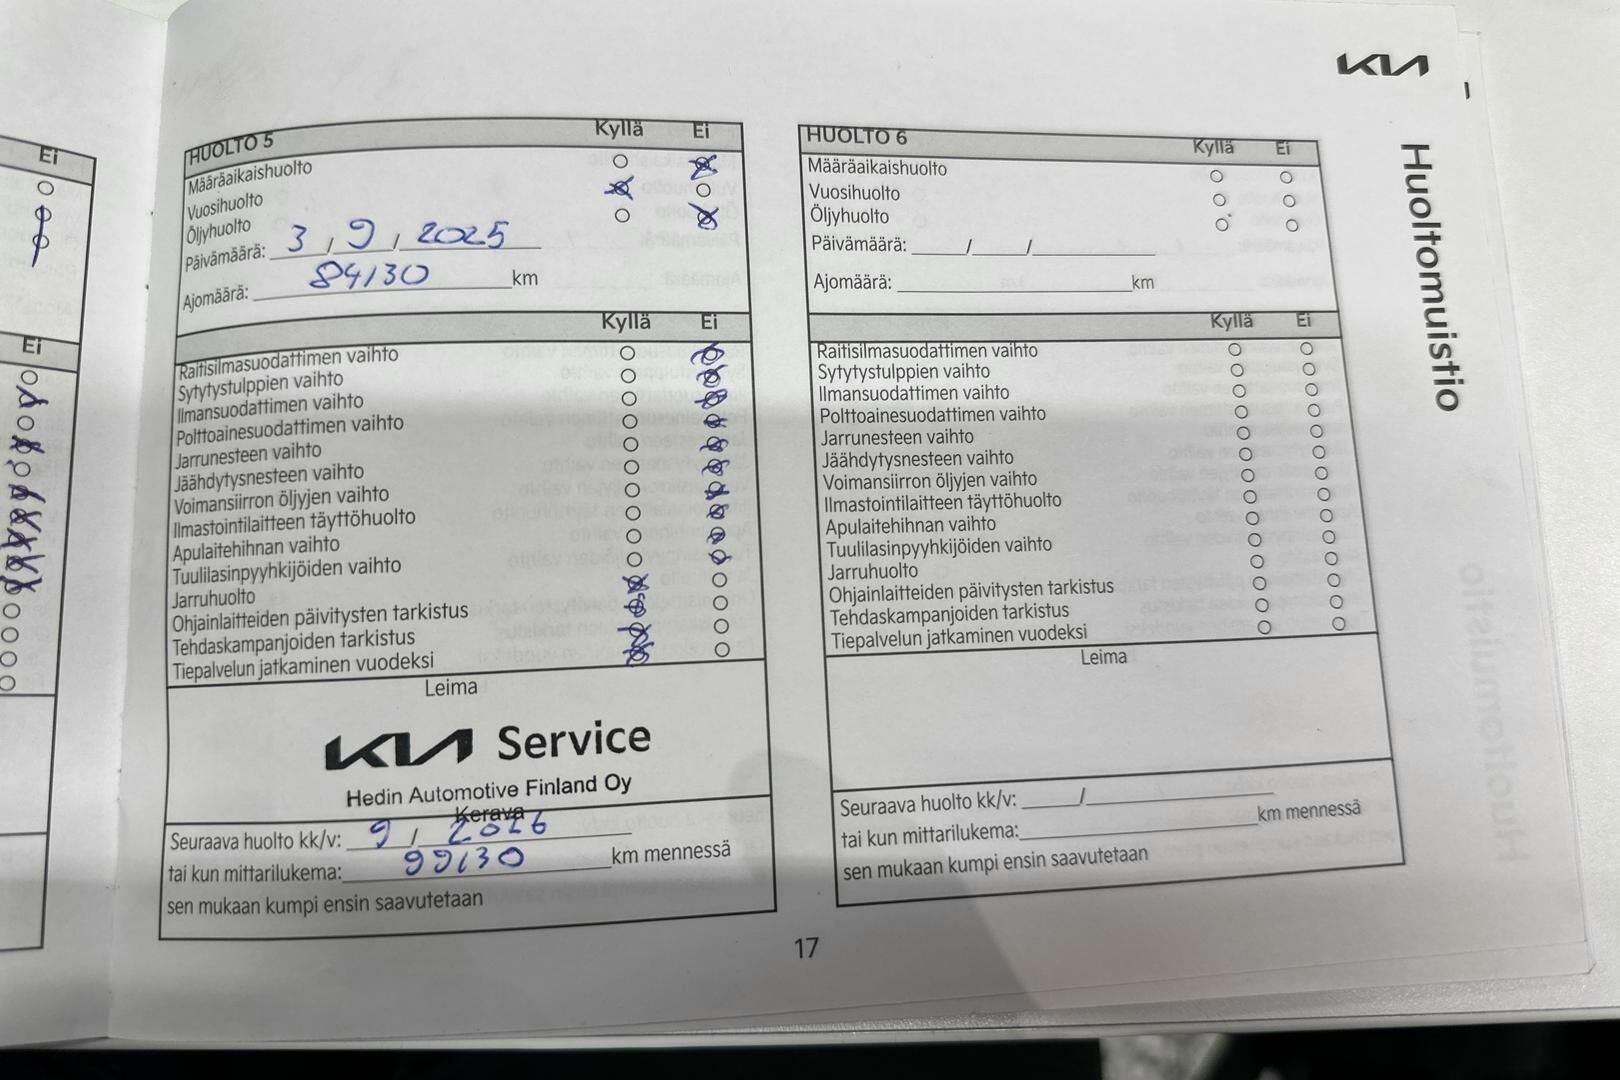 KIA
Huoltomuistio
Ei
Ei
HUOLTO 5 Kyllä Ei
Määräaikaishuolto
Vuosihuolto
Öljyhuolto
Päivämäärä: 3 / 9 / 2025
Ajomäärä: 84130 km
Kyllä Ei
Raitisilmasuodattimen vaihto
Sytytystulppien vaihto
Ilmansuodattimen vaihto
Polttoainesuodattimen vaihto
Jarrunesteen vaihto
Jäähdytysnesteen vaihto
Voimansiirron öljyjen vaihto
Ilmastointilaitteen täyttöhuolto
Apulaitehihnan vaihto
Tuulilasinpyyhkijöiden vaihto
Jarruhuolto
Ohjainlaitteiden päivitysten tarkistus
Tehdaskampanjoiden tarkistus
Tiepalvelun jatkaminen vuodeksi
Leima
KIA Service
Hedin Automotive Finland Oy
Kerava
Seuraava huolto kk/v: 9 / 2026
tai kun mittarilukema: 99130 km mennessä
sen mukaan kumpi ensin saavutetaan
HUOLTO 6 Kyllä Ei
Määräaikaishuolto
Vuosihuolto
Öljyhuolto
Päivämäärä: / /
Ajomäärä: km
Kyllä Ei
Raitisilmasuodattimen vaihto
Sytytystulppien vaihto
Ilmansuodattimen vaihto
Polttoainesuodattimen vaihto
Jarrunesteen vaihto
Jäähdytysnesteen vaihto
Voimansiirron öljyjen vaihto
Ilmastointilaitteen täyttöhuolto
Apulaitehihnan vaihto
Tuulilasinpyyhkijöiden vaihto
Jarruhuolto
Ohjainlaitteiden päivitysten tarkistus
Tehdaskampanjoiden tarkistus
Tiepalvelun jatkaminen vuodeksi
Leima
Seuraava huolto kk/v: /
tai kun mittarilukema: km mennessä
sen mukaan kumpi ensin saavutetaan
17